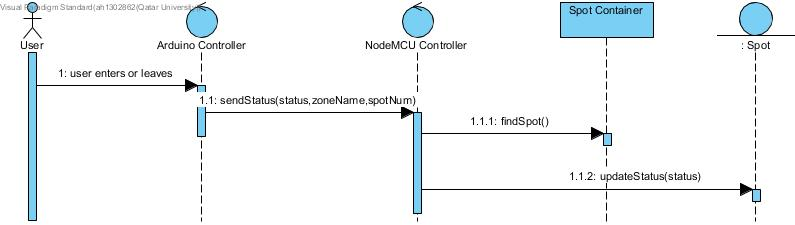 Visual Paradigm Standard(ah1302862(Qatar University))
Spot Container
User
Arduino Controller
NodeMCU Controller
: Spot
1: user enters or leaves
1.1: sendStatus(status,zoneName,spotNum)
1.1.1: findSpot()
1.1.2: updateStatus(status)